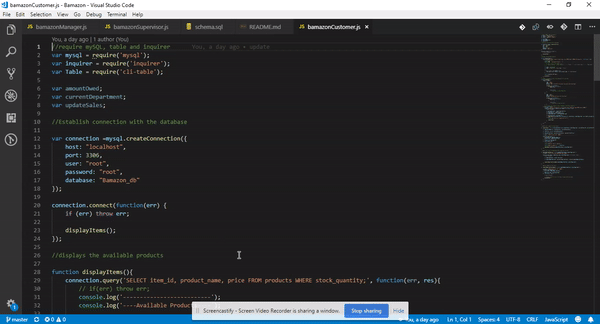 bamazonCustomer.js - Bamazon - Visual Studio Code
File Edit Selection View Go Debug Terminal Help
bamazonManager.js bamazonSupervisor.js schema.sql README.md bamazonCustomer.js
You, a day ago | 1 author (You)
1 //require mySQL, table and inquirer You, a day ago • update
2 var mysql = require('mysql');
3 var inquirer = require('inquirer');
4 var Table = require('cli-table');
5
6 var amountOwed;
7 var currentDepartment;
8 var updateSales;
9
10 //Establish connection with the database
11
12 var connection =mysql.createConnection({
13 host: "localhost",
14 port: 3306,
15 user: "root",
16 password: "root",
17 database: "Bamazon_db"
18 });
19
20 connection.connect(function(err) {
21 if (err) throw err;
22
23 displayItems();
24 });
25
26 //displays the available products
27
28 function displayItems(){
29 connection.query('SELECT item_id, product_name, price FROM products WHERE stock_quantity;', function(err, res){
30 // if(err) throw err;
31 console.log('--------------------------');
32 console.log('----Available Produc
Screencastify - Screen Video Recorder is sharing a window. Stop sharing Hide
master 0 0 You, a day ago Ln 1, Col 1 Spaces: 4 UTF-8 CRLF JavaScript